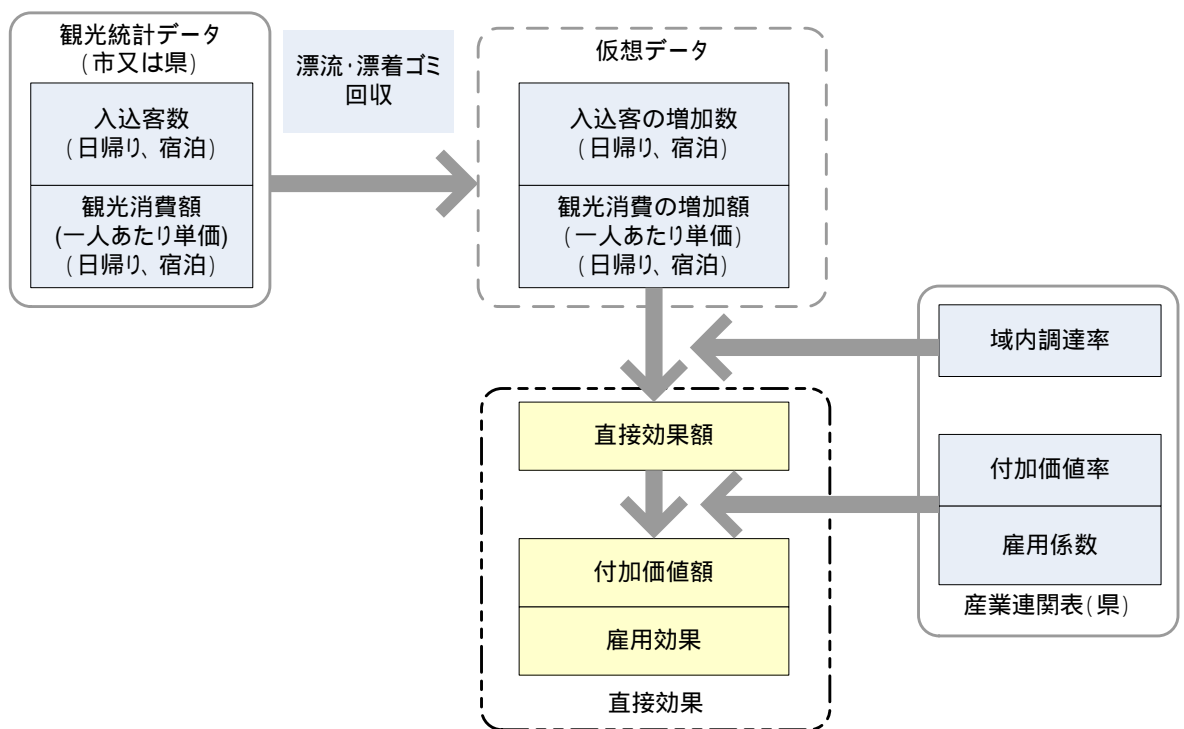 観光統計データ
(市又は県)
入込客数
(日帰り、宿泊)
観光消費額
(一人あたり単価)
(日帰り、宿泊)
漂流・漂着ゴミ
回収
仮想データ
入込客の増加数
(日帰り、宿泊)
観光消費の増加額
(一人あたり単価)
(日帰り、宿泊)
域内調達率
付加価値率
雇用係数
産業連関表(県)
直接効果額
付加価値額
雇用効果
直接効果